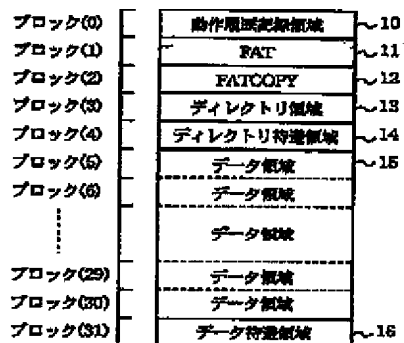 ブロック(0) 動作履歴記録領域 10
ブロック(1) FAT 11
ブロック(2) FATCOPY 12
ブロック(3) ディレクトリ領域 13
ブロック(4) ディレクトリ待避領域 14
ブロック(5) データ領域 15
ブロック(6) データ領域
データ領域
ブロック(29) データ領域
ブロック(30) データ領域
ブロック(31) データ待避領域 16